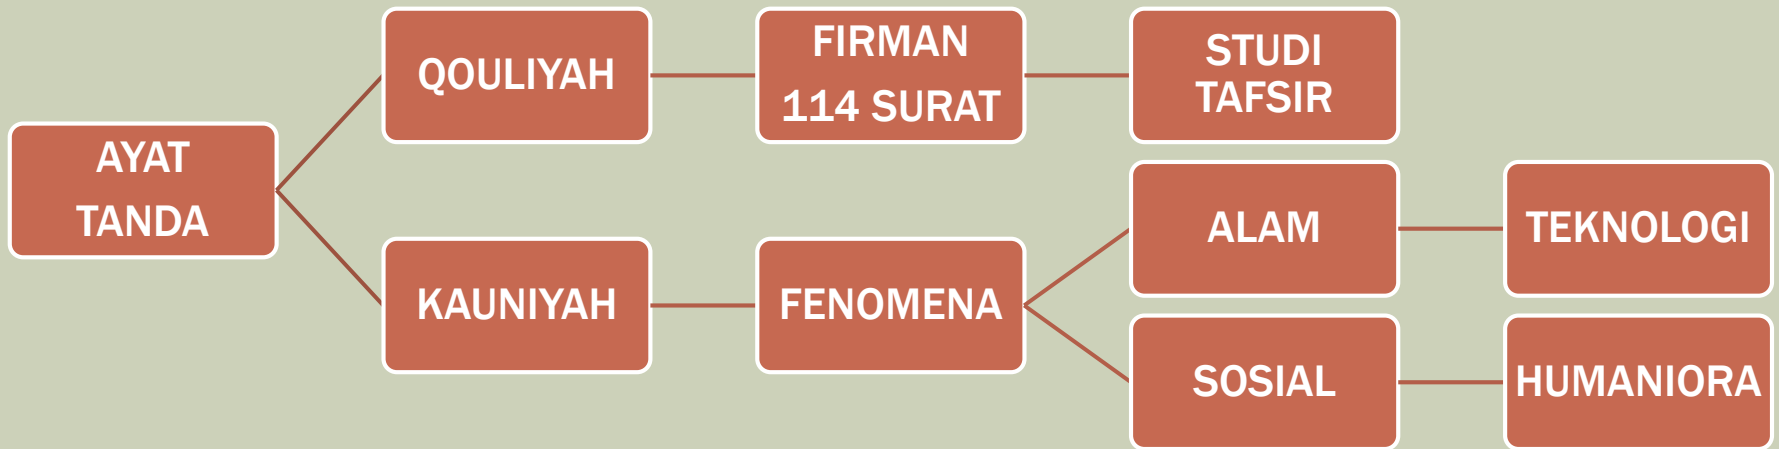 AYAT
TANDA
QOULIYAH
FIRMAN
114 SURAT
STUDI
TAFSIR
KAUNIYAH
FENOMENA
ALAM
TEKNOLOGI
SOSIAL
HUMANIORA